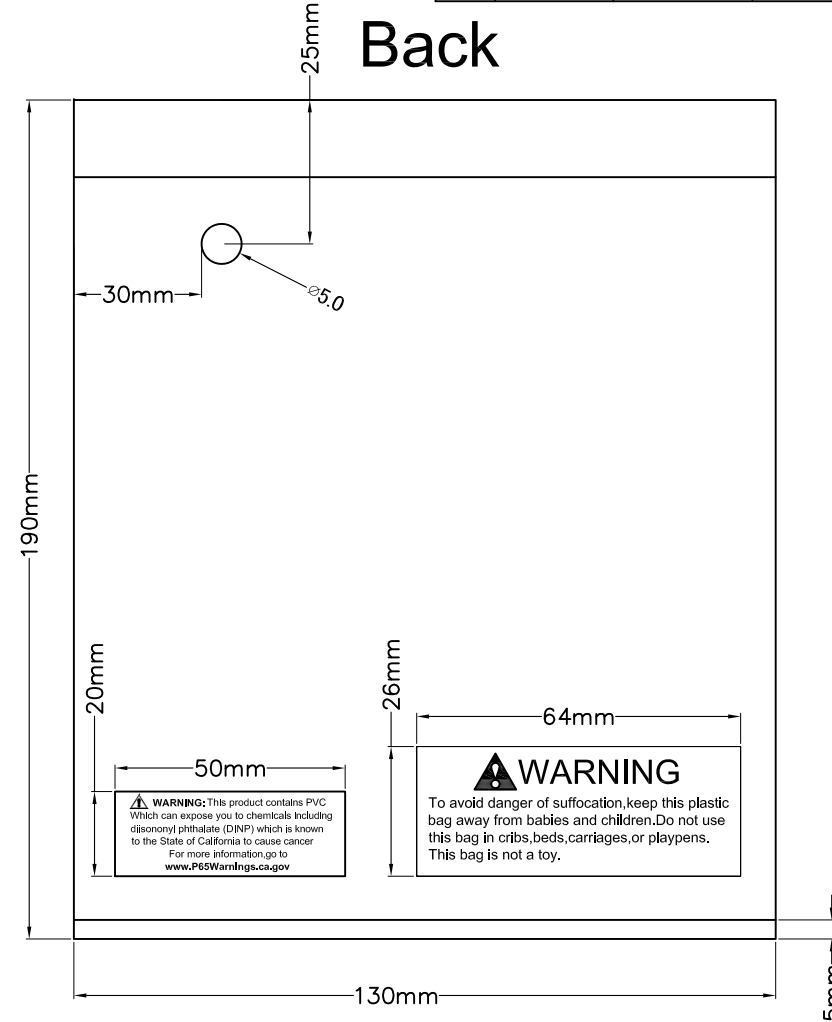 Back
25mm
30mm
⌀5.0
190mm
20mm
50mm
26mm
64mm
WARNING: This product contains PVC
Which can expose you to chemicals including
diisononyl phthalate (DINP) which is known
to the State of California to cause cancer
For more information,go to
www.P65Warnings.ca.gov
WARNING
To avoid danger of suffocation,keep this plastic
bag away from babies and children.Do not use
this bag in cribs,beds,carriages,or playpens.
This bag is not a toy.
130mm
5mm